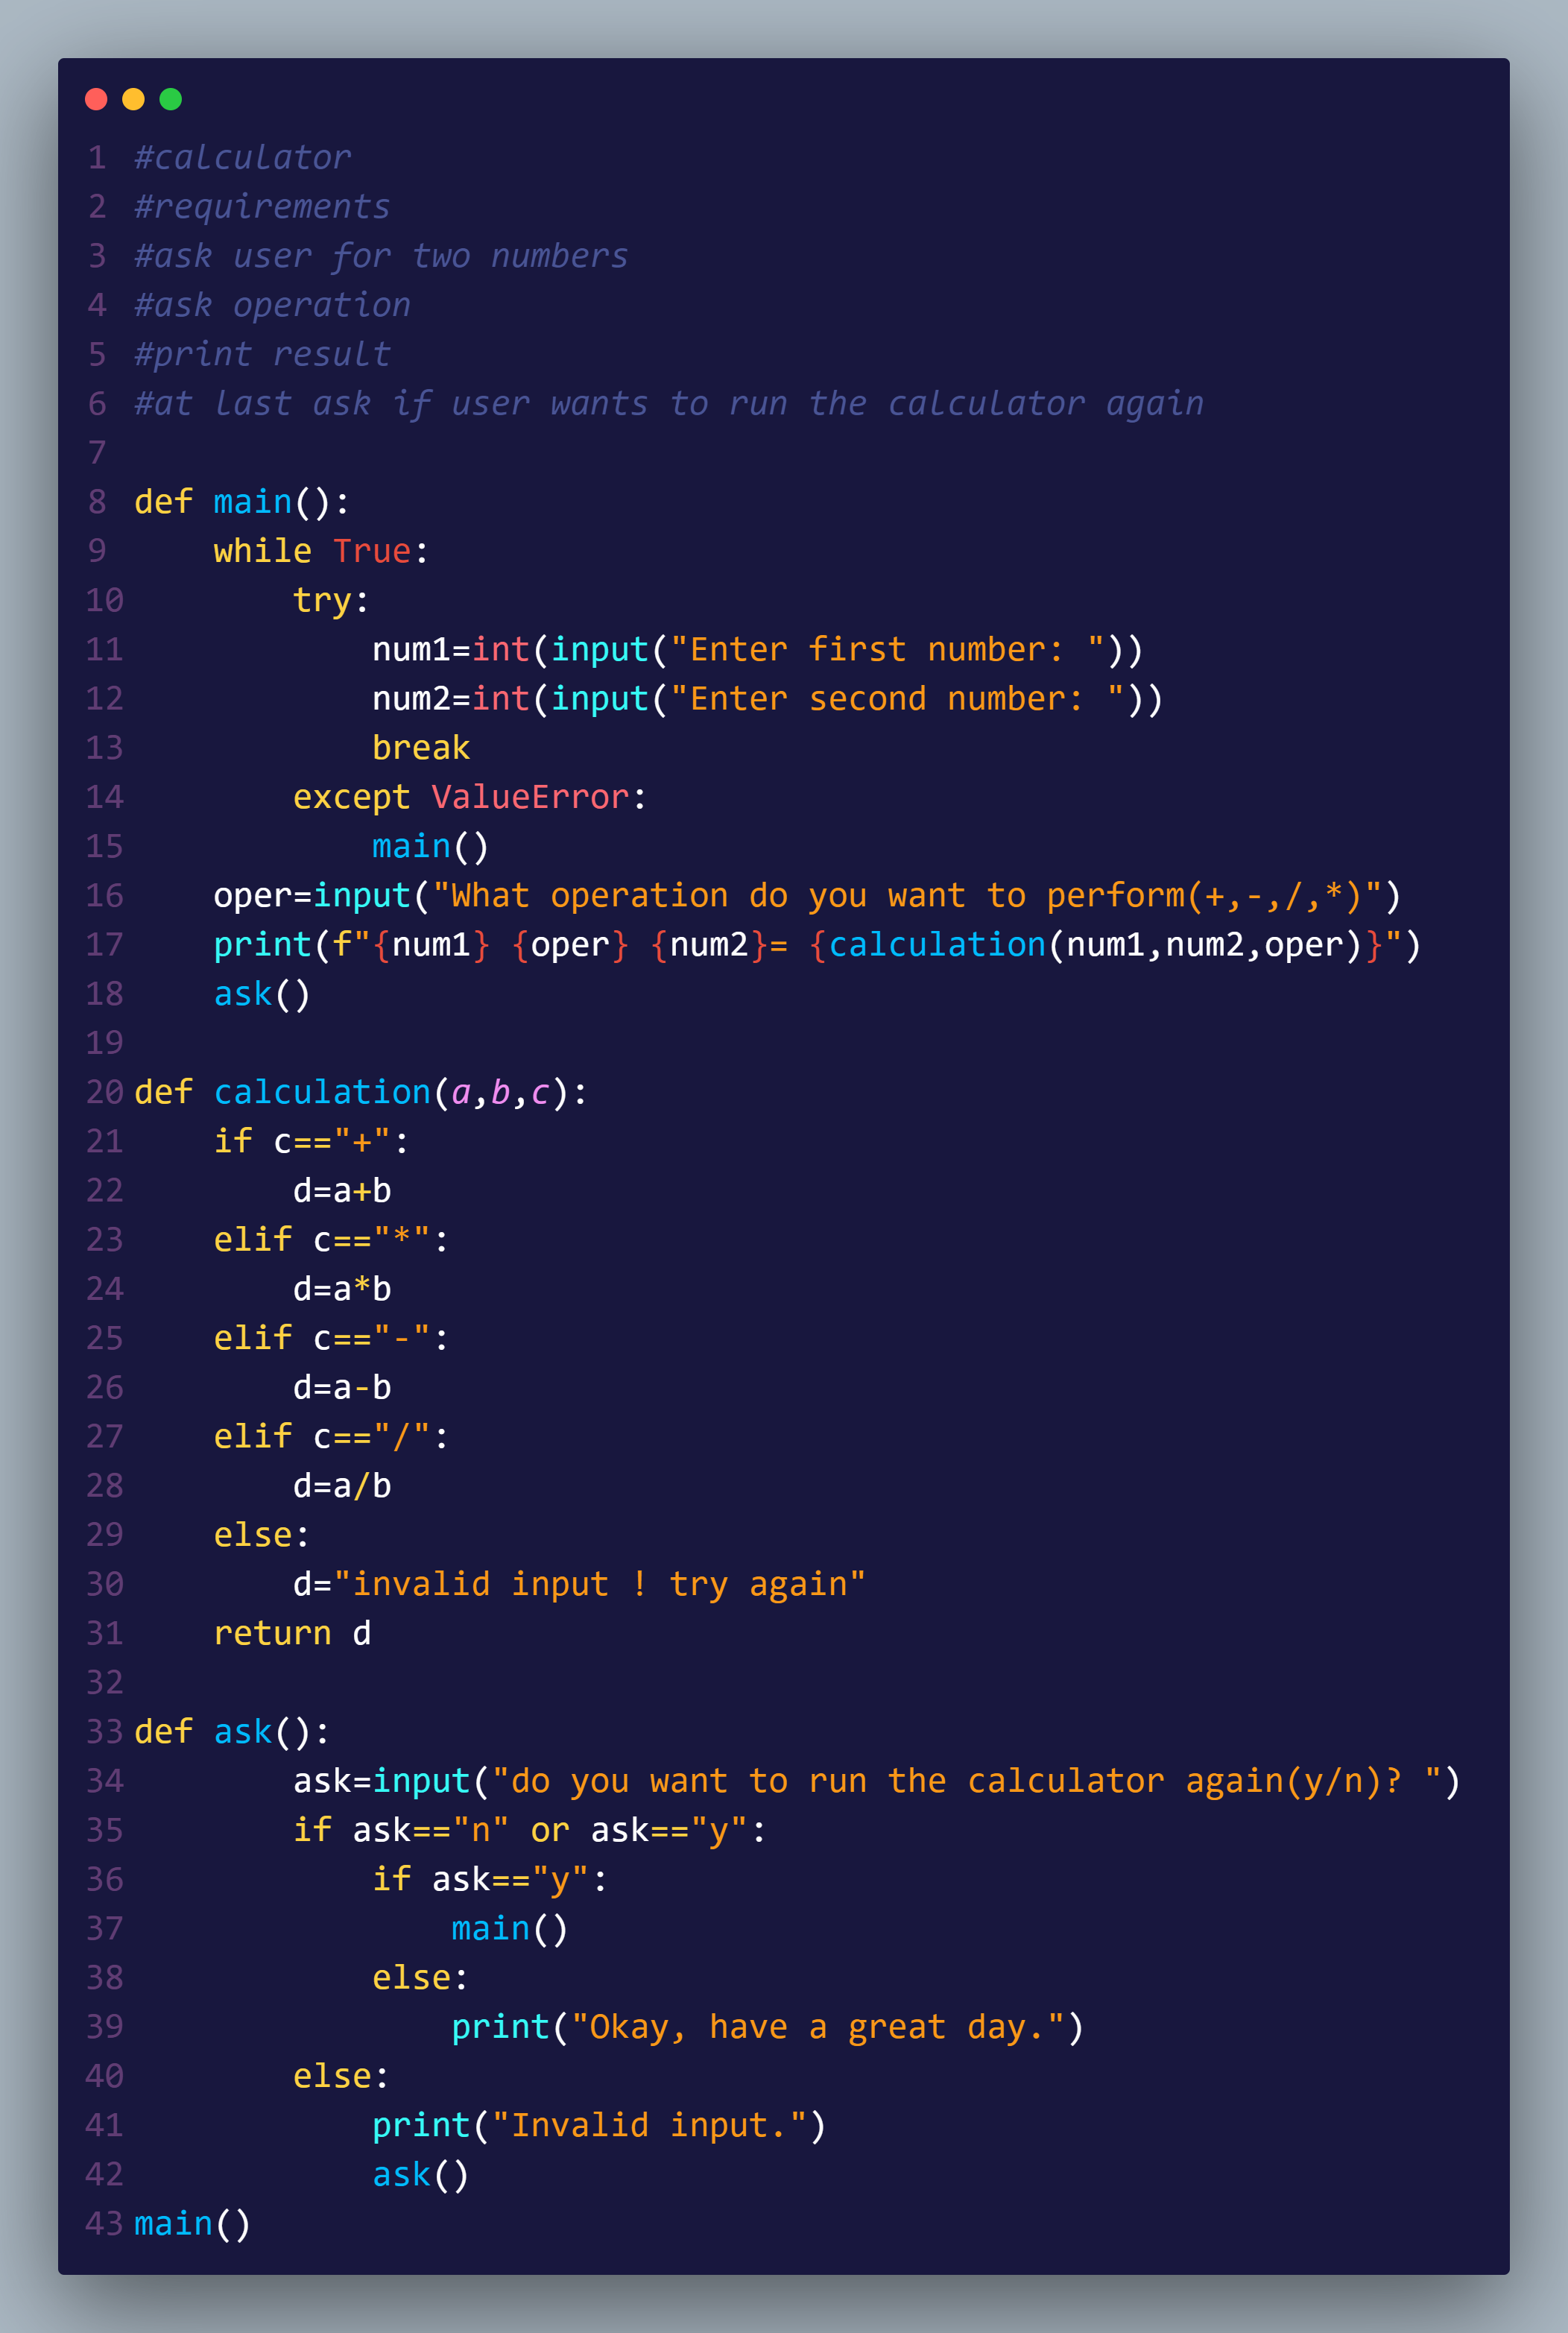 1 #calculator
2 #requirements
3 #ask user for two numbers
4 #ask operation
5 #print result
6 #at last ask if user wants to run the calculator again
7
8 def main():
9     while True:
10         try:
11             num1=int(input("Enter first number: "))
12             num2=int(input("Enter second number: "))
13             break
14         except ValueError:
15             main()
16     oper=input("What operation do you want to perform(+,-,/,*)")
17     print(f"{num1} {oper} {num2}= {calculation(num1,num2,oper)}")
18     ask()
19
20 def calculation(a,b,c):
21     if c=="+":
22         d=a+b
23     elif c=="*":
24         d=a*b
25     elif c=="-":
26         d=a-b
27     elif c=="/":
28         d=a/b
29     else:
30         d="invalid input ! try again"
31     return d
32
33 def ask():
34         ask=input("do you want to run the calculator again(y/n)? ")
35         if ask=="n" or ask=="y":
36             if ask=="y":
37                 main()
38             else:
39                 print("Okay, have a great day.")
40         else:
41             print("Invalid input.")
42             ask()
43 main()